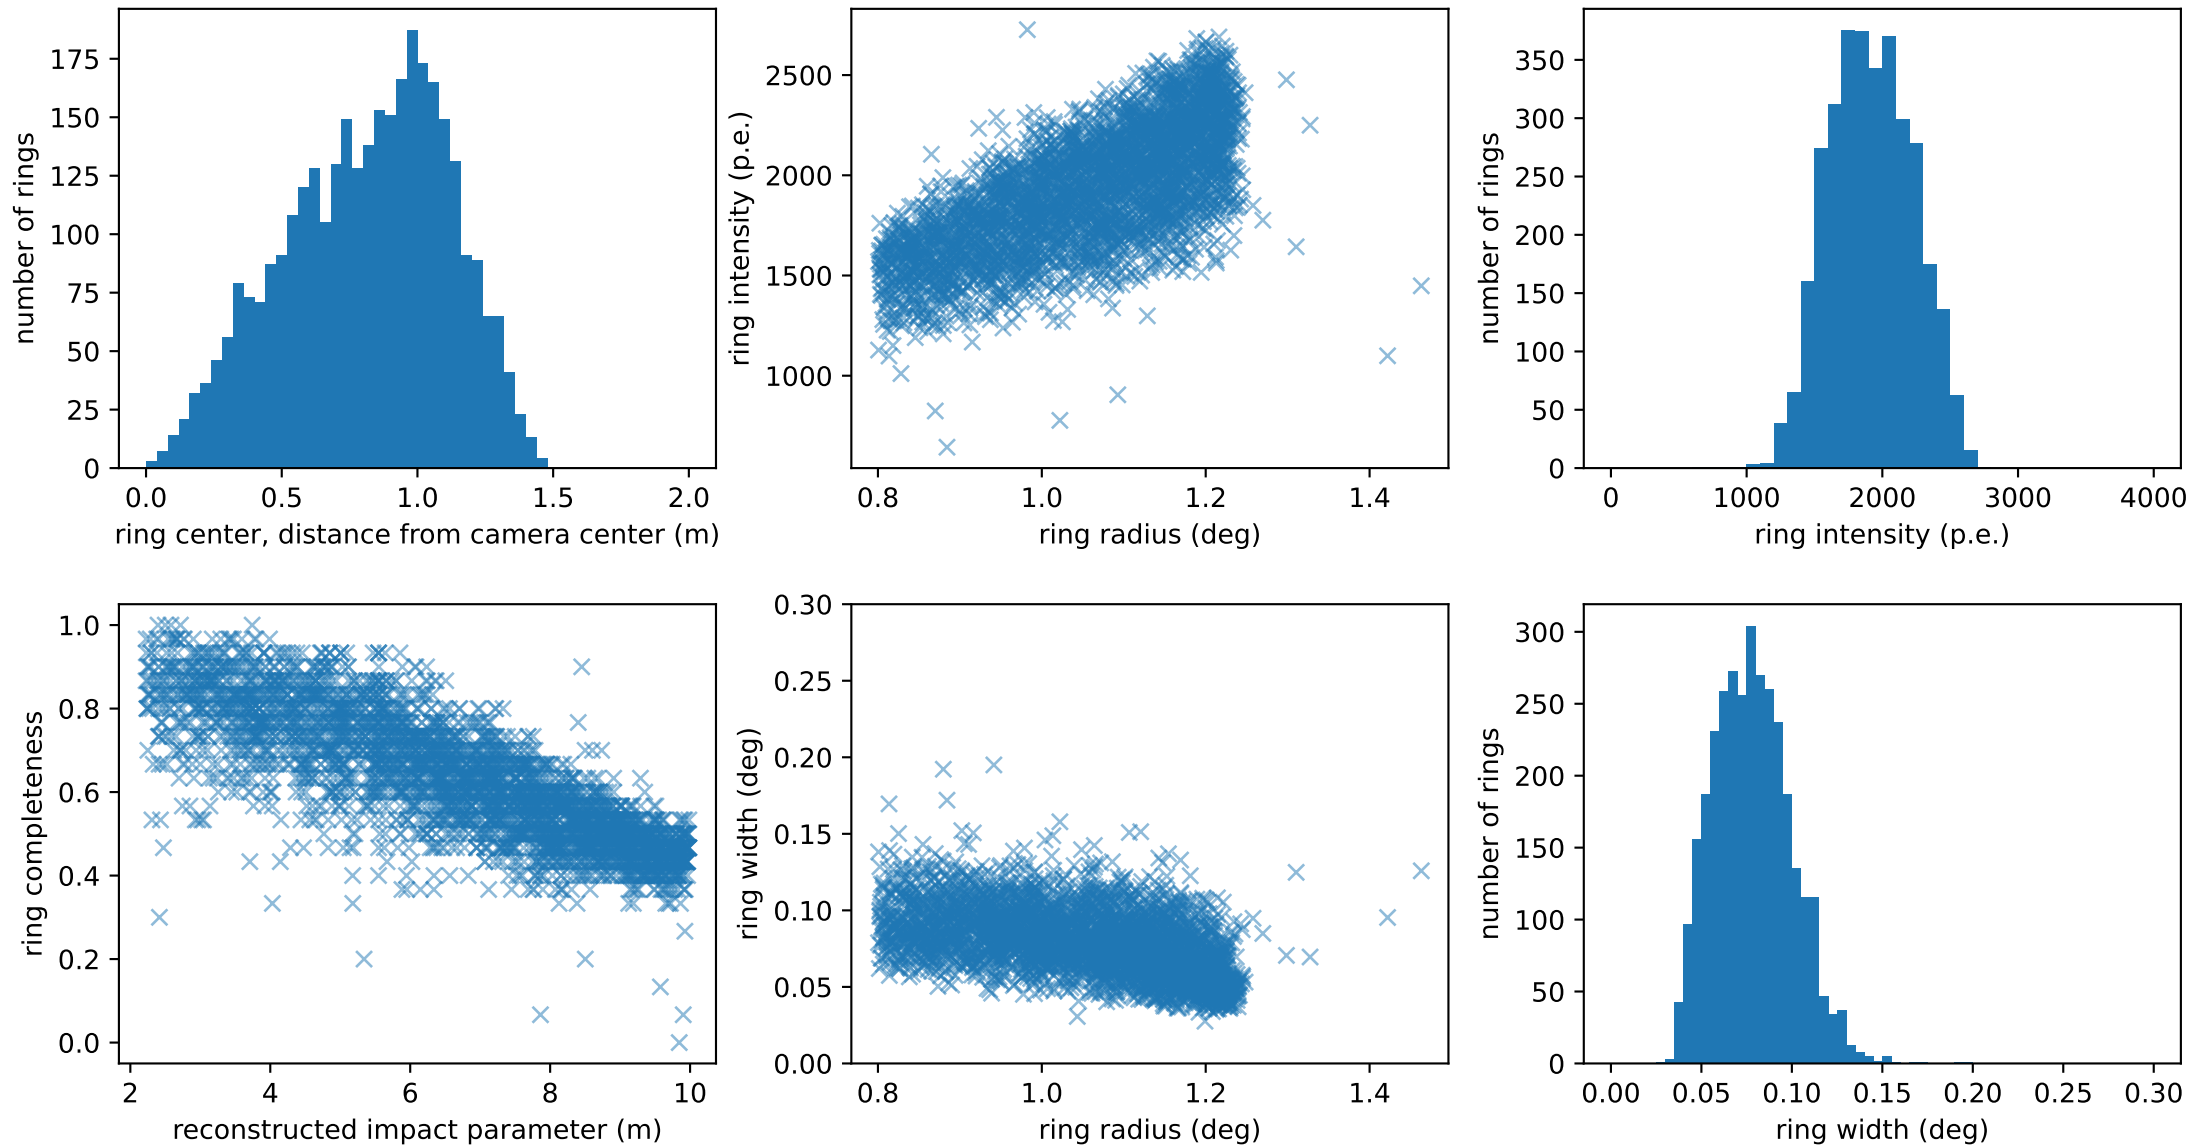 175
150
125
100
75
50
25
0
number of rings
0.0 0.5 1.0 1.5 2.0
ring center, distance from camera center (m)
2500
2000
1500
1000
ring intensity (p.e.)
0.8 1.0 1.2 1.4
ring radius (deg)
350
300
250
200
150
100
50
0
number of rings
0 1000 2000 3000 4000
ring intensity (p.e.)
1.0
0.8
0.6
0.4
0.2
0.0
ring completeness
2 4 6 8 10
reconstructed impact parameter (m)
0.30
0.25
0.20
0.15
0.10
0.05
0.00
ring width (deg)
0.8 1.0 1.2 1.4
ring radius (deg)
300
250
200
150
100
50
0
number of rings
0.00 0.05 0.10 0.15 0.20 0.25 0.30
ring width (deg)